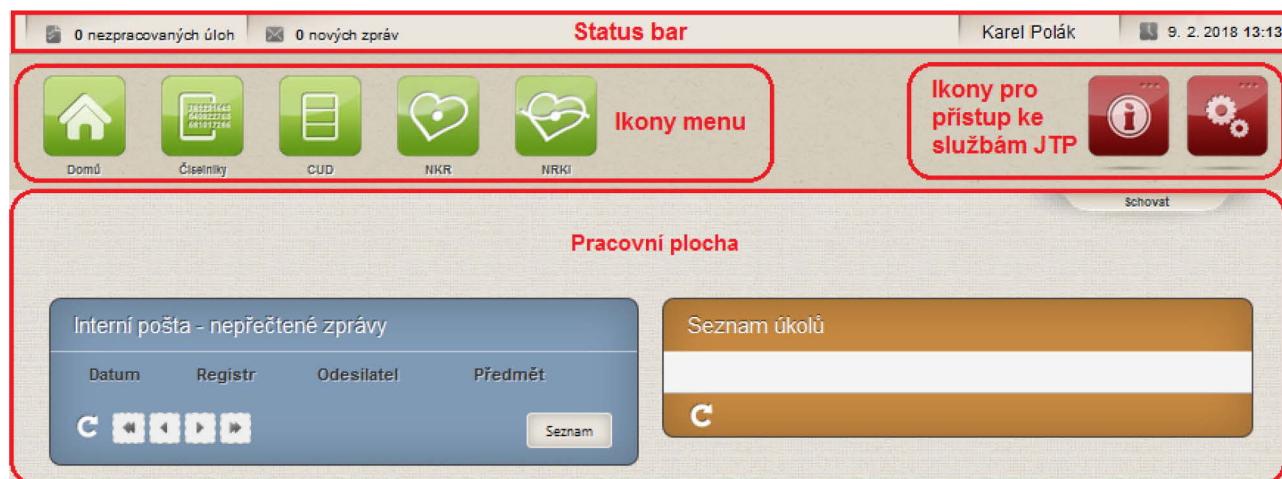 0 nezpracovaných úloh
0 nových zpráv
Status bar
Karel Polák
9. 2. 2018 13:13
Domů
Číselníky
CUD
NKR
NRKI
Ikony menu
Ikony pro
přístup ke
službám JTP
Schovat
Pracovní plocha
Interní pošta - nepřečtené zprávy
Datum Registr Odesilatel Předmět
Seznam
Seznam úkolů